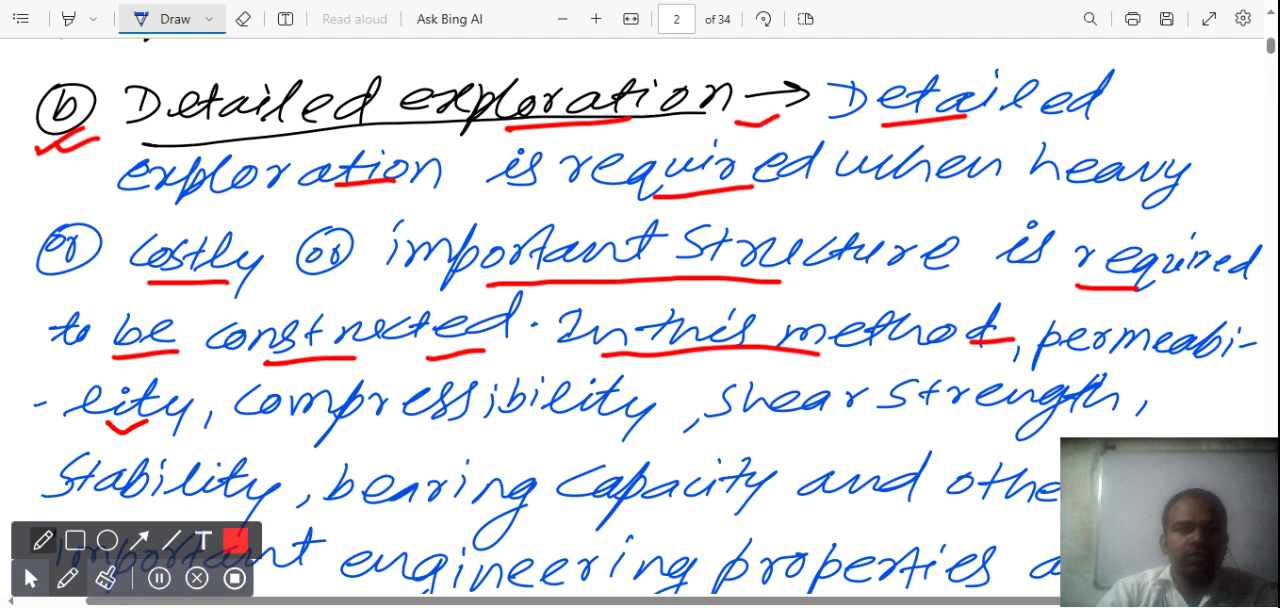 Draw
Read aloud
Ask Bing AI
2
of 34
(b) Detailed exploration → Detailed
exploration is required when heavy
(or) costly (or) important structure is required
to be constructed. In this method, permeabi-
-lity, compressibility, shear strength,
stability, bearing capacity and othe
important engineering properties a
T